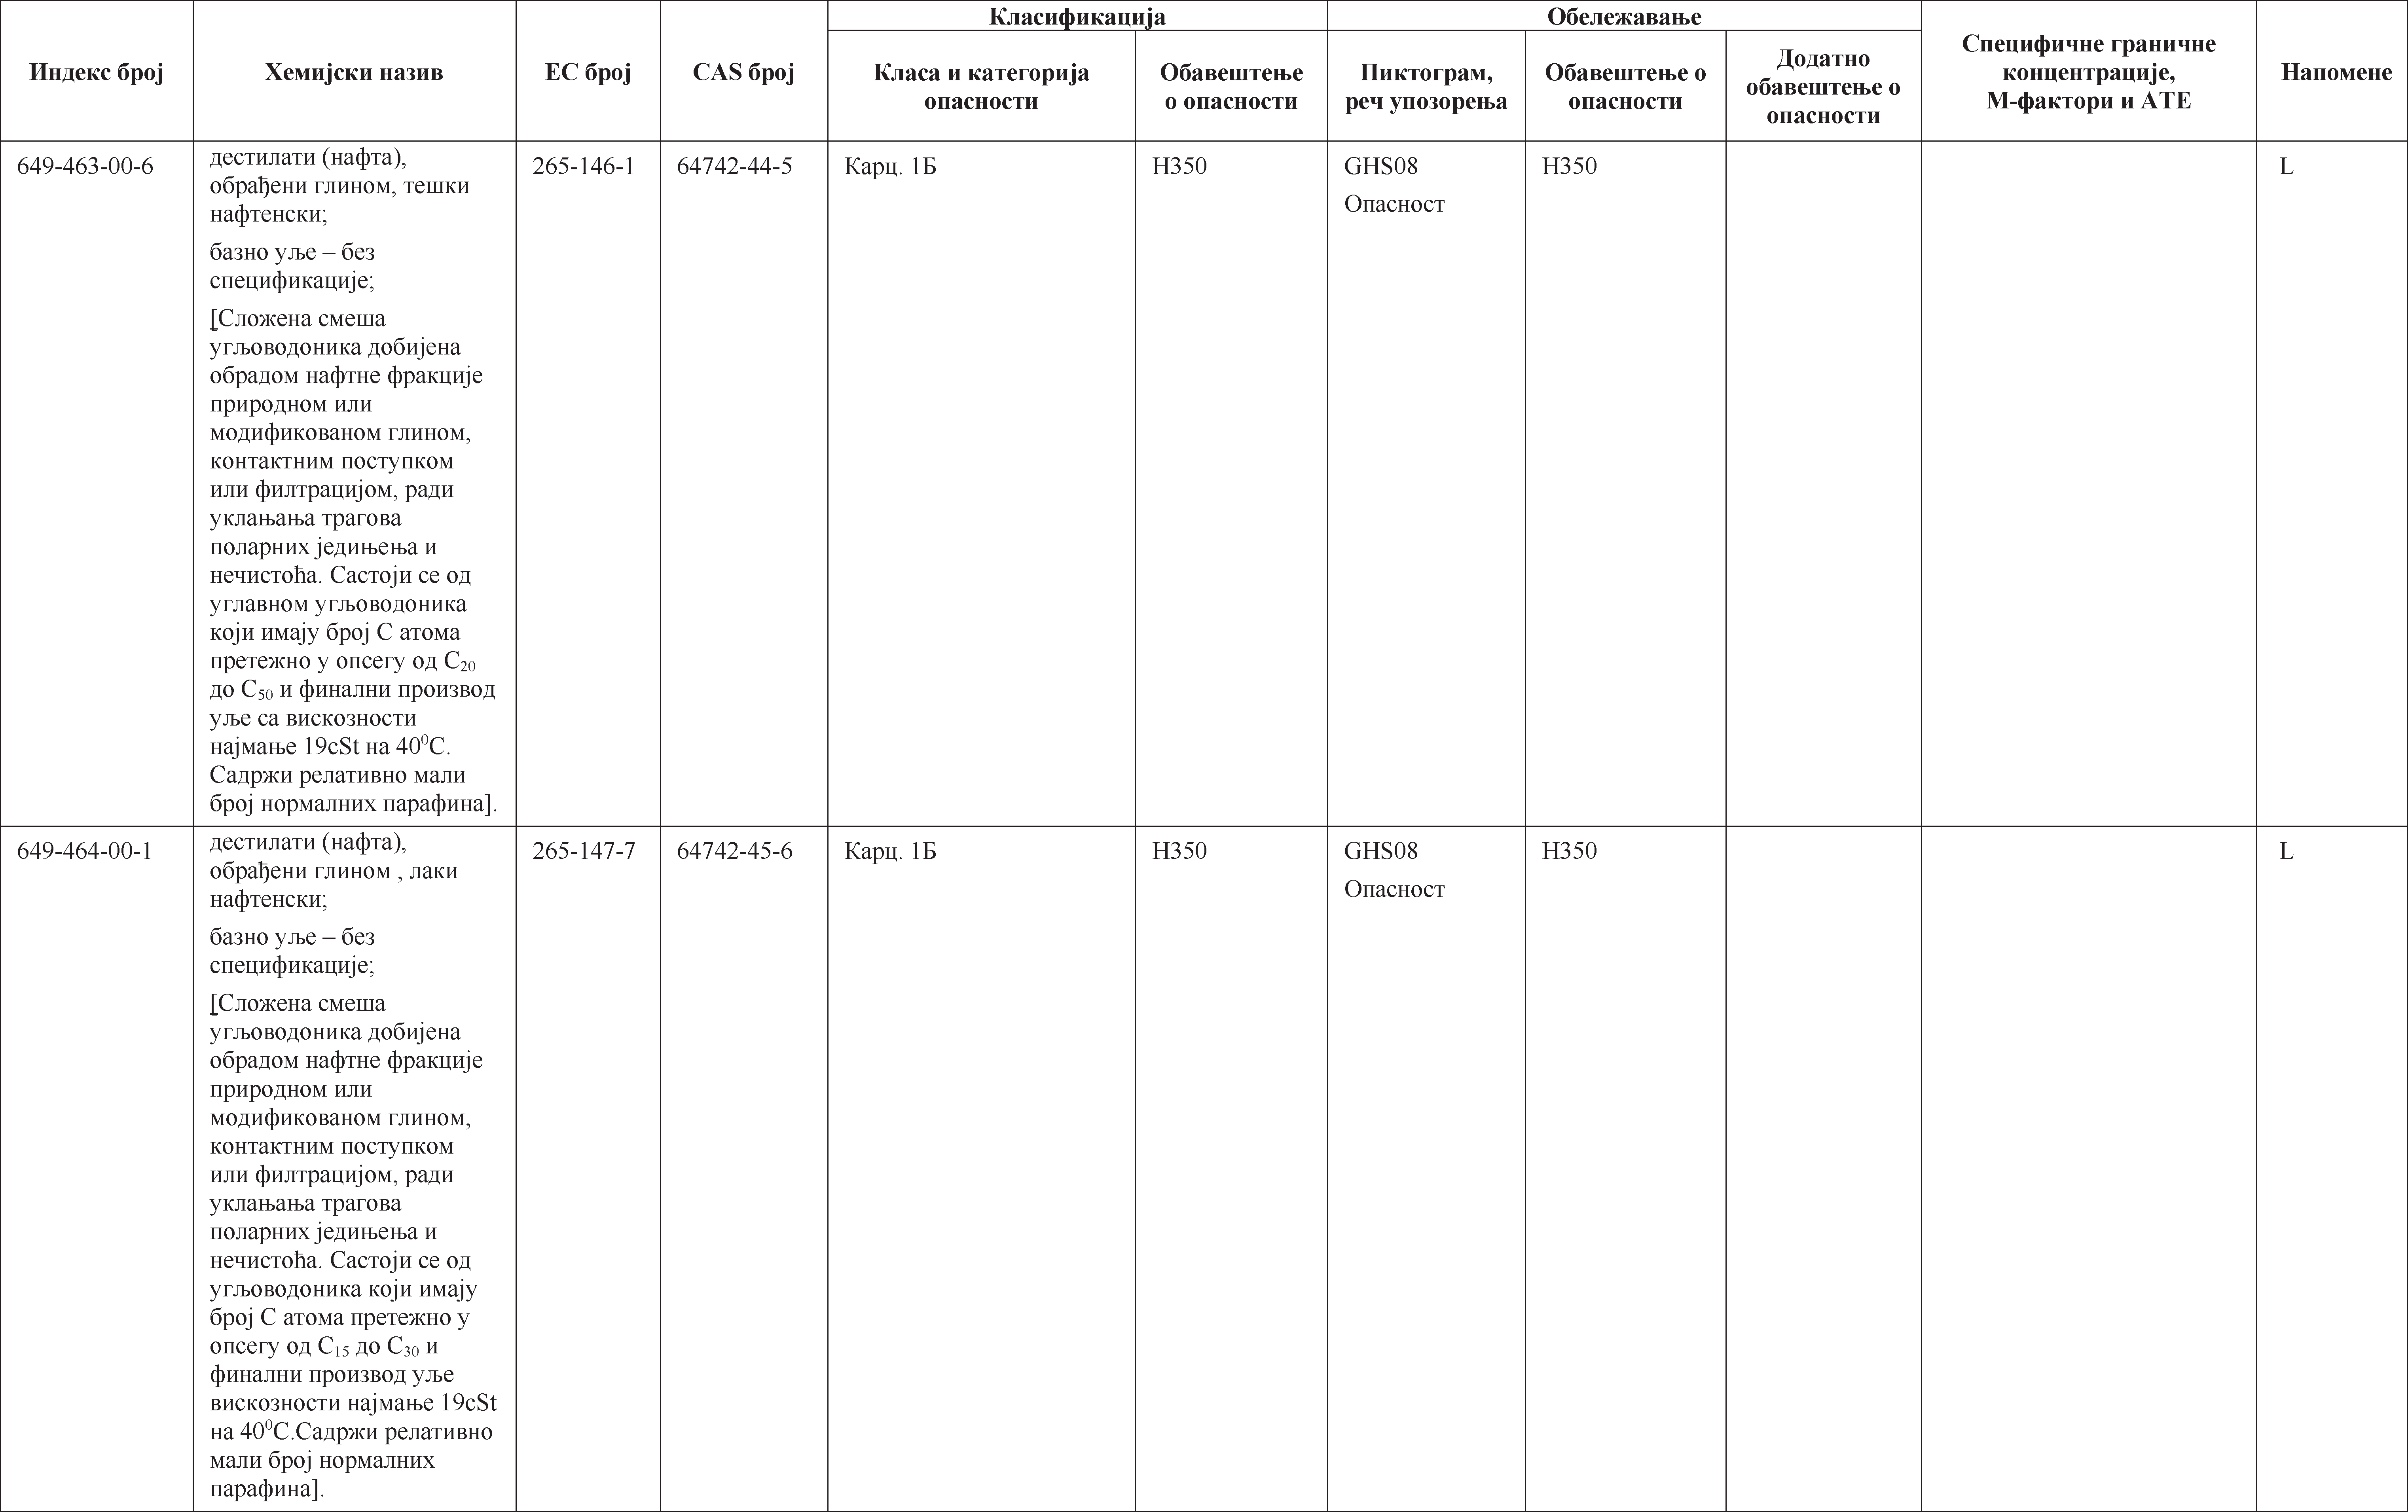 Индекс број
Хемијски назив
ЕС број
CAS број
Класификација
Обележавање
Класа и категорија
опасности
Обавештење
о опасности
Пиктограм,
реч упозорења
Обавештење о
опасности
Додатно
обавештење о
опасности
Специфичне граничне
концентрације,
М-фактори и АТЕ
Напомене
649-463-00-6
дестилати (нафта),
обрађени глином, тешки
нафтенски;
базно уље – без
спецификације;
[Сложена смеша
угљоводоника добијена
обрадом нафтне фракције
природном или
модификованом глином,
контактним поступком
или филтрацијом, ради
уклањања трагова
поларних једињења и
нечистоћа. Састоји се од
углавном угљоводоника
који имају број С атома
претежно у опсегу од C₂₀
до C₅₀ и финални производ
уље са вискозности
најмање 19cSt на 40⁰С.
Садржи релативно мали
број нормалних парафина].
265-146-1
64742-44-5
Карц. 1Б
H350
GHS08
Опасност
H350
L
649-464-00-1
дестилати (нафта),
обрађени глином , лаки
нафтенски;
базно уље – без
спецификације;
[Сложена смеша
угљоводоника добијена
обрадом нафтне фракције
природном или
модификованом глином,
контактним поступком
или филтрацијом, ради
уклањања трагова
поларних једињења и
нечистоћа. Састоји се од
угљоводоника који имају
број С атома претежно у
опсегу од C₁₅ до C₃₀ и
финални производ уље
вискозности најмање 19cSt
на 40⁰С.Садржи релативно
мали број нормалних
парафина].
265-147-7
64742-45-6
Карц. 1Б
H350
GHS08
Опасност
H350
L